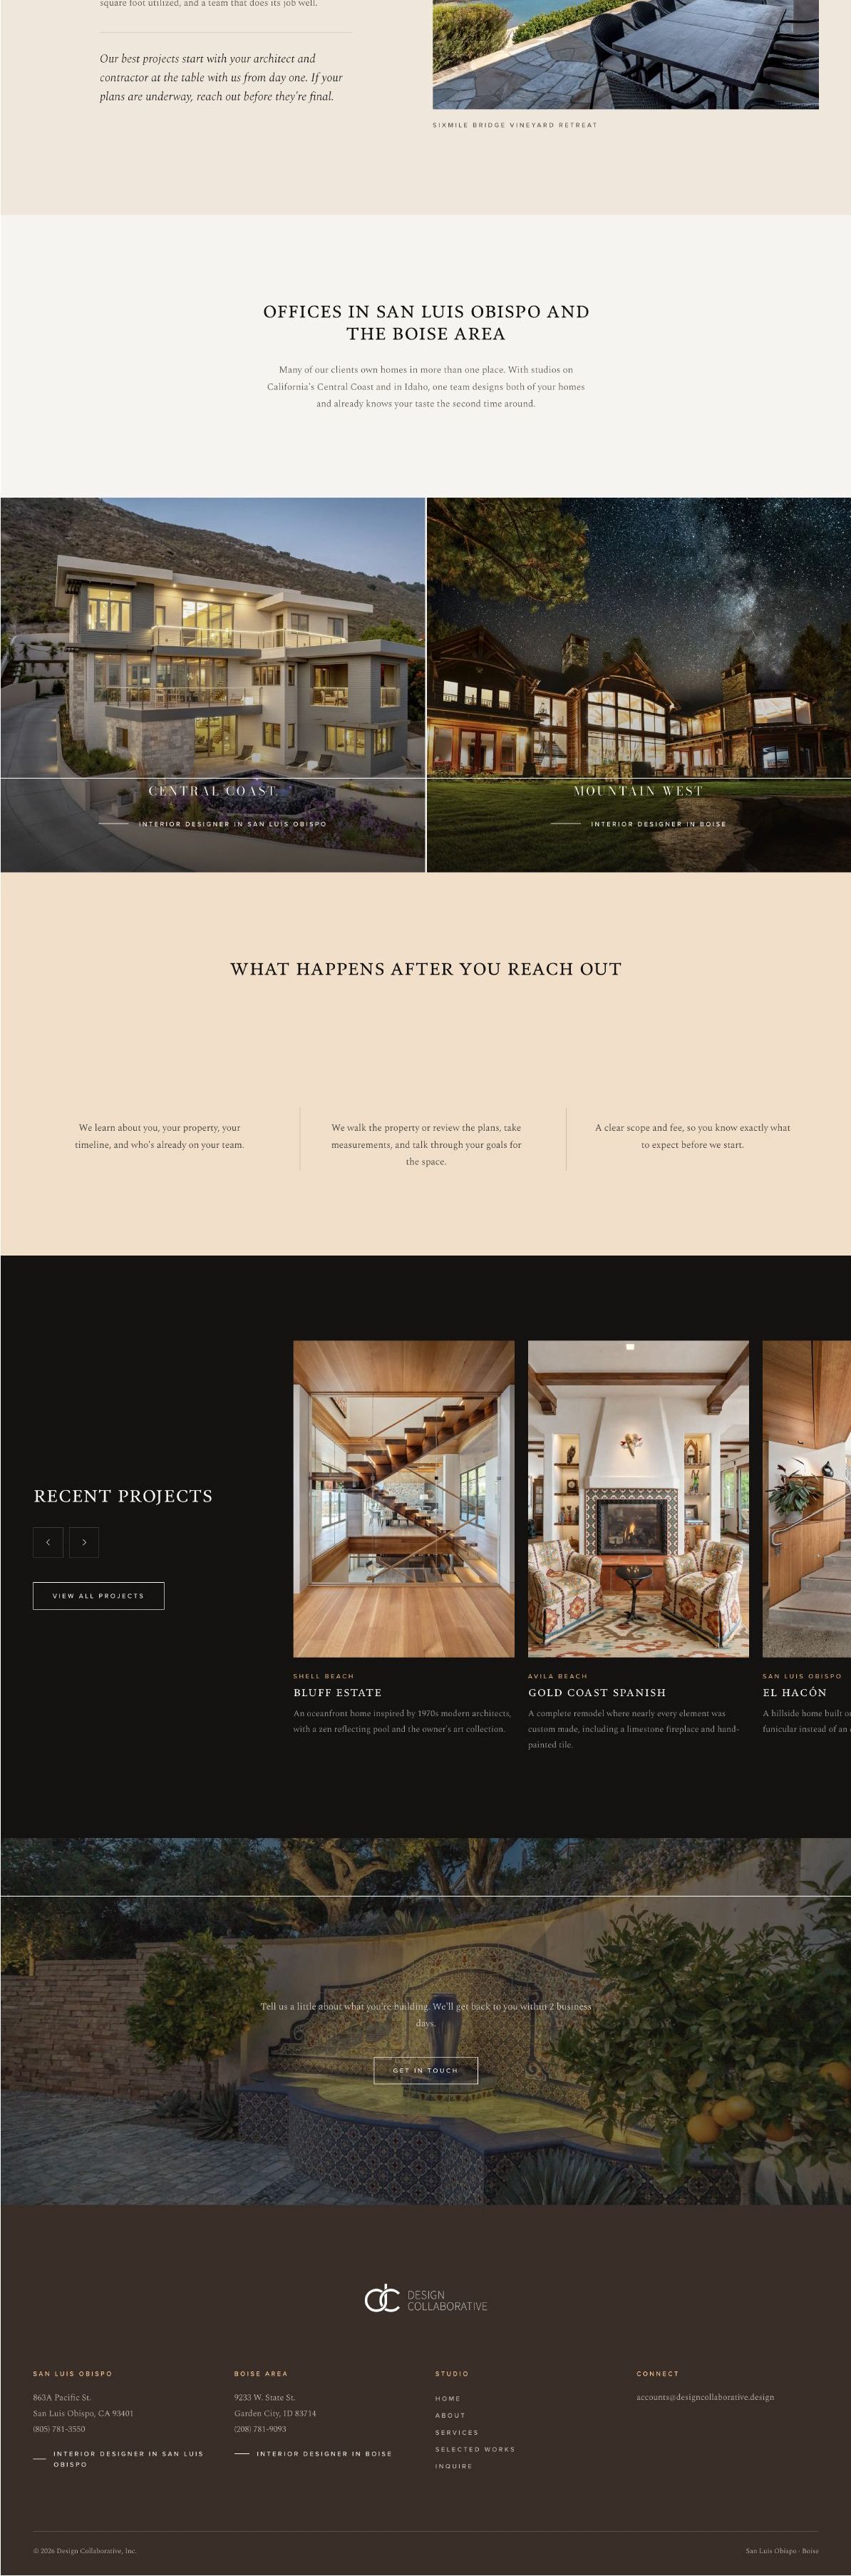 square foot utilized, and a team that does its job well.
Our best projects start with your architect and
contractor at the table with us from day one. If your
plans are underway, reach out before they're final.
SIXMILE BRIDGE VINEYARD RETREAT
OFFICES IN SAN LUIS OBISPO AND
THE BOISE AREA
Many of our clients own homes in more than one place. With studios on
California's Central Coast and in Idaho, one team designs both of your homes
and already knows your taste the second time around.
CENTRAL COAST
INTERIOR DESIGNER IN SAN LUIS OBISPO
MOUNTAIN WEST
INTERIOR DESIGNER IN BOISE
WHAT HAPPENS AFTER YOU REACH OUT
We learn about you, your property, your
timeline, and who's already on your team.
We walk the property or review the plans, take
measurements, and talk through your goals for
the space.
A clear scope and fee, so you know exactly what
to expect before we start.
RECENT PROJECTS
VIEW ALL PROJECTS
SHELL BEACH
BLUFF ESTATE
An oceanfront home inspired by 1970s modern architects,
with a zen reflecting pool and the owner's art collection.
AVILA BEACH
GOLD COAST SPANISH
A complete remodel where nearly every element was
custom made, including a limestone fireplace and hand-
painted tile.
SAN LUIS OBISPO
EL HACÓN
A hillside home built
funicular instead of an
Tell us a little about what you're building. We'll get back to you within 2 business
days.
GET IN TOUCH
dc DESIGN
COLLABORATIVE
SAN LUIS OBISPO
863A Pacific St.
San Luis Obispo, CA 93401
(805) 781-3550
INTERIOR DESIGNER IN SAN LUIS
OBISPO
BOISE AREA
9233 W. State St.
Garden City, ID 83714
(208) 781-9093
INTERIOR DESIGNER IN BOISE
STUDIO
HOME
ABOUT
SERVICES
SELECTED WORKS
INQUIRE
CONNECT
accounts@designcollaborative.design
© 2026 Design Collaborative, Inc.
San Luis Obispo · Boise